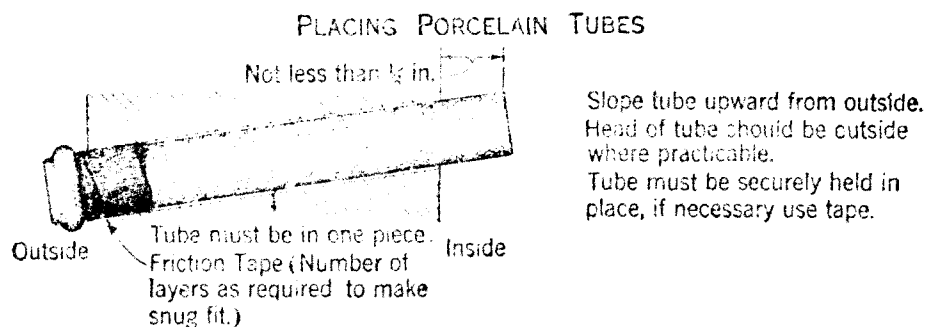 PLACING PORCELAIN TUBES
Not less than ½ in.
Slope tube upward from outside.
Head of tube should be outside
where practicable.
Tube must be securely held in
place, if necessary use tape.
Outside
Tube must be in one piece.
Inside
Friction Tape (Number of
layers as required to make
snug fit.)